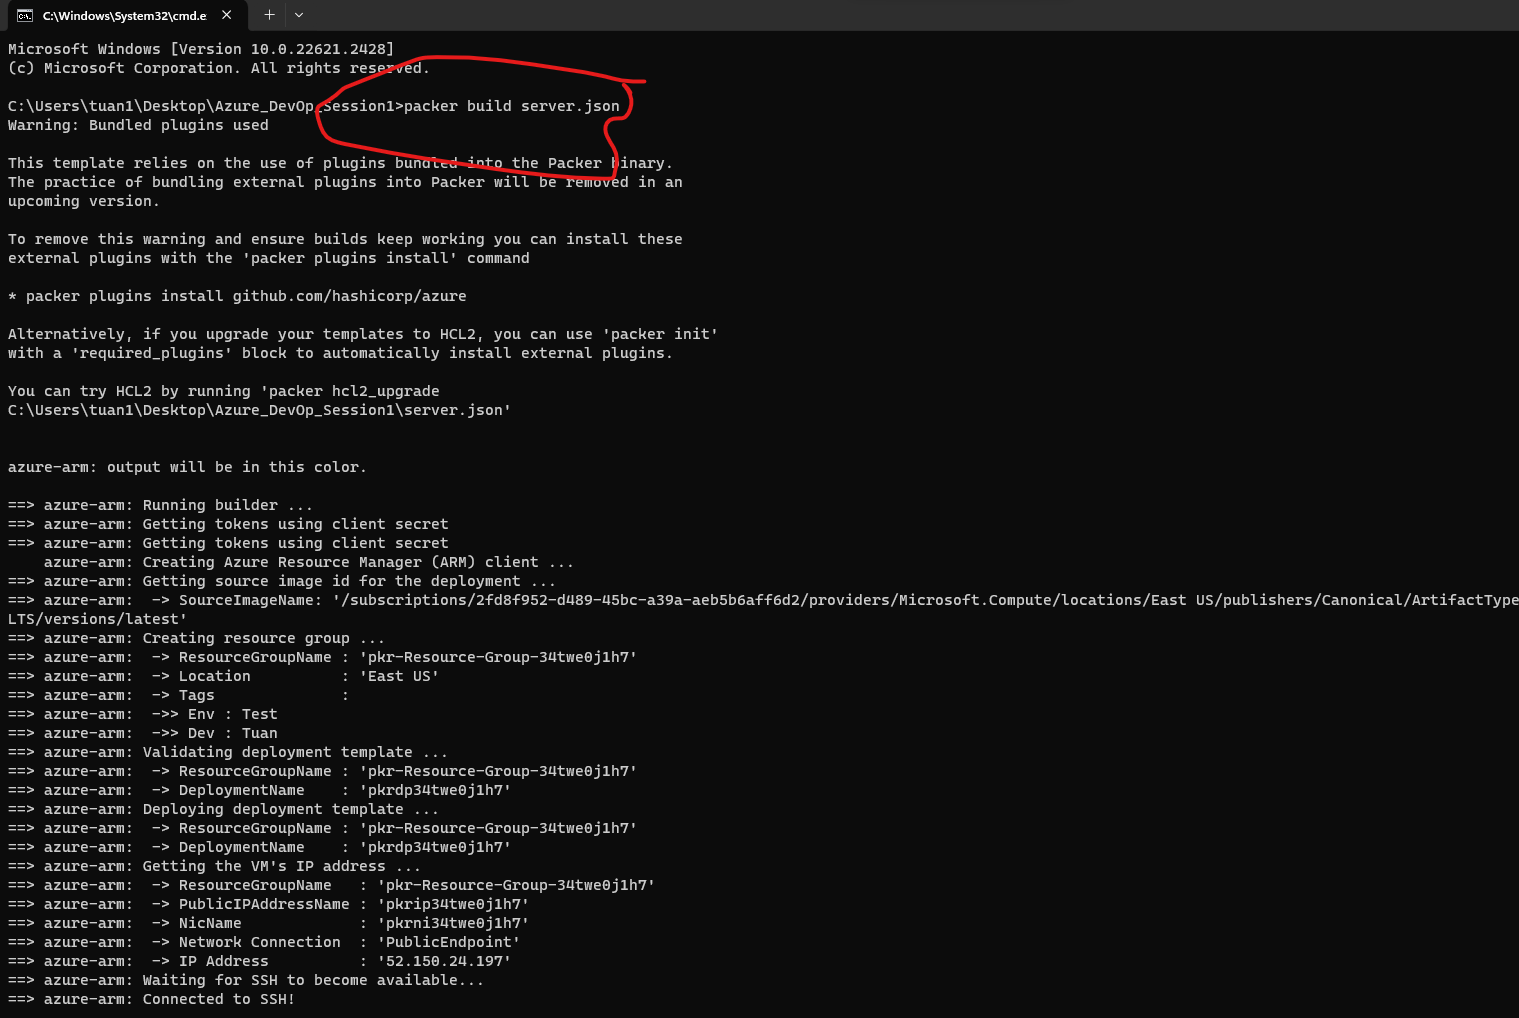 C:\Windows\System32\cmd.e
Microsoft Windows [Version 10.0.22621.2428]
(c) Microsoft Corporation. All rights reserved.
C:\Users\tuan1\Desktop\Azure_DevOp_Session1>packer build server.json
Warning: Bundled plugins used
This template relies on the use of plugins bundled into the Packer binary.
The practice of bundling external plugins into Packer will be removed in an
upcoming version.
To remove this warning and ensure builds keep working you can install these
external plugins with the 'packer plugins install' command
* packer plugins install github.com/hashicorp/azure
Alternatively, if you upgrade your templates to HCL2, you can use 'packer init'
with a 'required_plugins' block to automatically install external plugins.
You can try HCL2 by running 'packer hcl2_upgrade
C:\Users\tuan1\Desktop\Azure_DevOp_Session1\server.json'
azure-arm: output will be in this color.
==> azure-arm: Running builder ...
==> azure-arm: Getting tokens using client secret
==> azure-arm: Getting tokens using client secret
    azure-arm: Creating Azure Resource Manager (ARM) client ...
==> azure-arm: Getting source image id for the deployment ...
==> azure-arm:  -> SourceImageName: '/subscriptions/2fd8f952-d489-45bc-a39a-aeb5b6aff6d2/providers/Microsoft.Compute/locations/East US/publishers/Canonical/ArtifactType
LTS/versions/latest'
==> azure-arm: Creating resource group ...
==> azure-arm:  -> ResourceGroupName : 'pkr-Resource-Group-34twe0j1h7'
==> azure-arm:  -> Location          : 'East US'
==> azure-arm:  -> Tags              :
==> azure-arm:  ->> Env : Test
==> azure-arm:  ->> Dev : Tuan
==> azure-arm: Validating deployment template ...
==> azure-arm:  -> ResourceGroupName : 'pkr-Resource-Group-34twe0j1h7'
==> azure-arm:  -> DeploymentName    : 'pkrdp34twe0j1h7'
==> azure-arm: Deploying deployment template ...
==> azure-arm:  -> ResourceGroupName : 'pkr-Resource-Group-34twe0j1h7'
==> azure-arm:  -> DeploymentName    : 'pkrdp34twe0j1h7'
==> azure-arm: Getting the VM's IP address ...
==> azure-arm:  -> ResourceGroupName   : 'pkr-Resource-Group-34twe0j1h7'
==> azure-arm:  -> PublicIPAddressName : 'pkrip34twe0j1h7'
==> azure-arm:  -> NicName             : 'pkrni34twe0j1h7'
==> azure-arm:  -> Network Connection  : 'PublicEndpoint'
==> azure-arm:  -> IP Address          : '52.150.24.197'
==> azure-arm: Waiting for SSH to become available...
==> azure-arm: Connected to SSH!